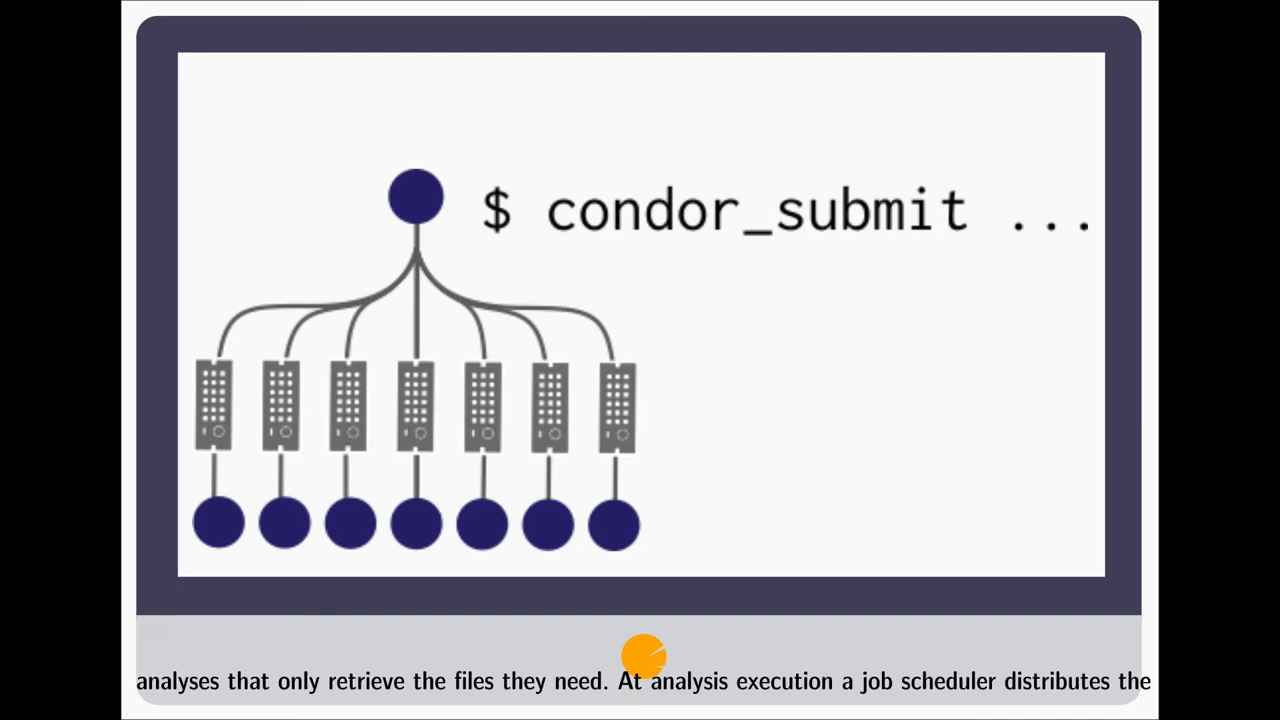 $ condor_submit ...
analyses that only retrieve the files they need. At analysis execution a job scheduler distributes the